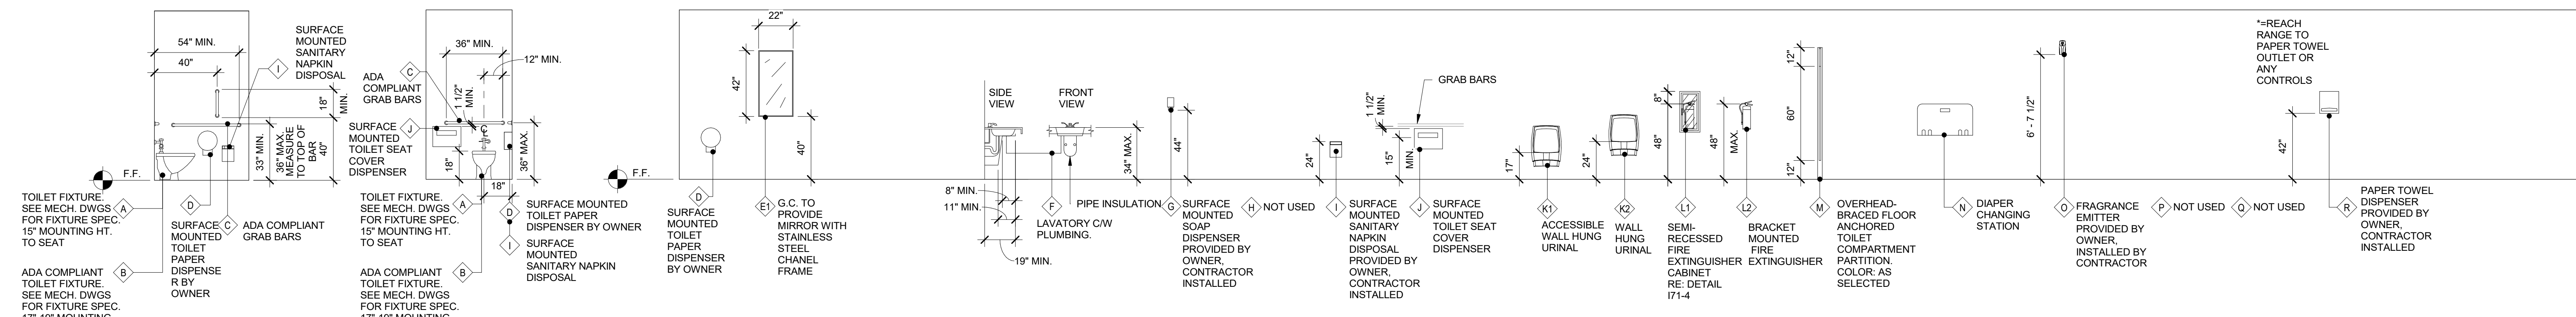 54" MIN.
40"
SURFACE
MOUNTED
SANITARY
NAPKIN
DISPOSAL
I
18"
MIN.
33" MIN.
36" MAX.
MEASURE
TO TOP OF
BAR
40"
F.F.
TOILET FIXTURE.
SEE MECH. DWGS
FOR FIXTURE SPEC.
15" MOUNTING HT.
TO SEAT
A
D
SURFACE
MOUNTED
TOILET
PAPER
DISPENSE
R BY
OWNER
C
ADA COMPLIANT
GRAB BARS
ADA COMPLIANT
TOILET FIXTURE.
SEE MECH. DWGS
FOR FIXTURE SPEC.
B
36" MIN.
12" MIN.
ADA
COMPLIANT
GRAB BARS
C
1 1/2"
MIN.
SURFACE
MOUNTED
TOILET SEAT
COVER
DISPENSER
J
18"
36" MAX.
18"
TOILET FIXTURE.
SEE MECH. DWGS
FOR FIXTURE SPEC.
15" MOUNTING HT.
TO SEAT
A
D
SURFACE MOUNTED
TOILET PAPER
DISPENSER BY OWNER
I
SURFACE
MOUNTED
SANITARY NAPKIN
DISPOSAL
ADA COMPLIANT
TOILET FIXTURE.
SEE MECH. DWGS
FOR FIXTURE SPEC.
B
F.F.
D
SURFACE
MOUNTED
TOILET
PAPER
DISPENSER
BY OWNER
22"
42"
40"
E1
G.C. TO
PROVIDE
MIRROR WITH
STAINLESS
STEEL
CHANEL
FRAME
SIDE
VIEW
FRONT
VIEW
34" MAX.
8" MIN.
11" MIN.
19" MIN.
F
PIPE INSULATION
LAVATORY C/W
PLUMBING.
44"
G
SURFACE
MOUNTED
SOAP
DISPENSER
PROVIDED BY
OWNER,
CONTRACTOR
INSTALLED
H
NOT USED
24"
I
SURFACE
MOUNTED
SANITARY
NAPKIN
DISPOSAL
PROVIDED BY
OWNER,
CONTRACTOR
INSTALLED
1 1/2"
MIN.
GRAB BARS
15"
MIN.
J
SURFACE
MOUNTED
TOILET SEAT
COVER
DISPENSER
17"
K1
ACCESSIBLE
WALL HUNG
URINAL
24"
K2
WALL
HUNG
URINAL
8"
48"
L1
SEMI-
RECESSED
FIRE
EXTINGUISHER
CABINET
RE: DETAIL
I71-4
48"
MAX.
L2
BRACKET
MOUNTED
FIRE
EXTINGUISHER
12"
60"
12"
M
OVERHEAD-
BRACED FLOOR
ANCHORED
TOILET
COMPARTMENT
PARTITION.
COLOR: AS
SELECTED
N
DIAPER
CHANGING
STATION
6' - 7 1/2"
O
FRAGRANCE
EMITTER
PROVIDED BY
OWNER,
INSTALLED BY
CONTRACTOR
P
NOT USED
Q
NOT USED
*=REACH
RANGE TO
PAPER TOWEL
OUTLET OR
ANY
CONTROLS
42"
R
PAPER TOWEL
DISPENSER
PROVIDED BY
OWNER,
CONTRACTOR
INSTALLED